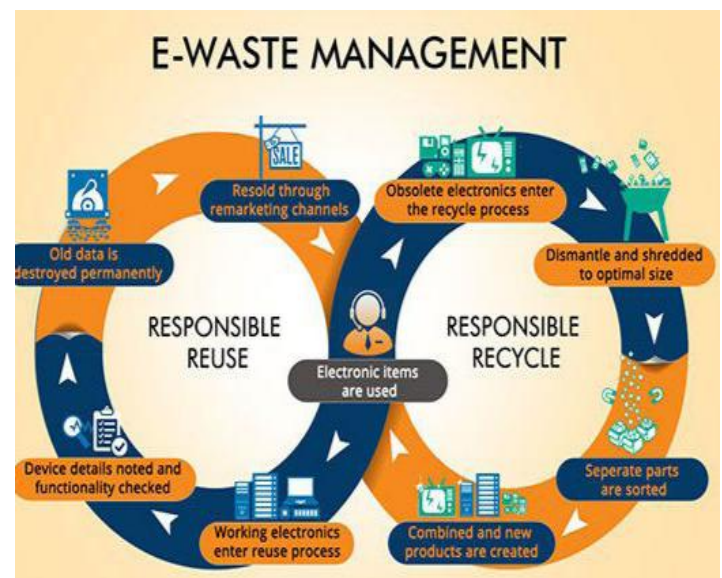 E-WASTE MANAGEMENT
SALE
Resold through
remarketing channels
Obsolete electronics enter
the recycle process
Old data is
destroyed permanently
Dismantle and shredded
to optimal size
RESPONSIBLE
REUSE
RESPONSIBLE
RECYCLE
Electronic items
are used
Device details noted and
functionality checked
Seperate parts
are sorted
Working electronics
enter reuse process
Combined and new
products are created